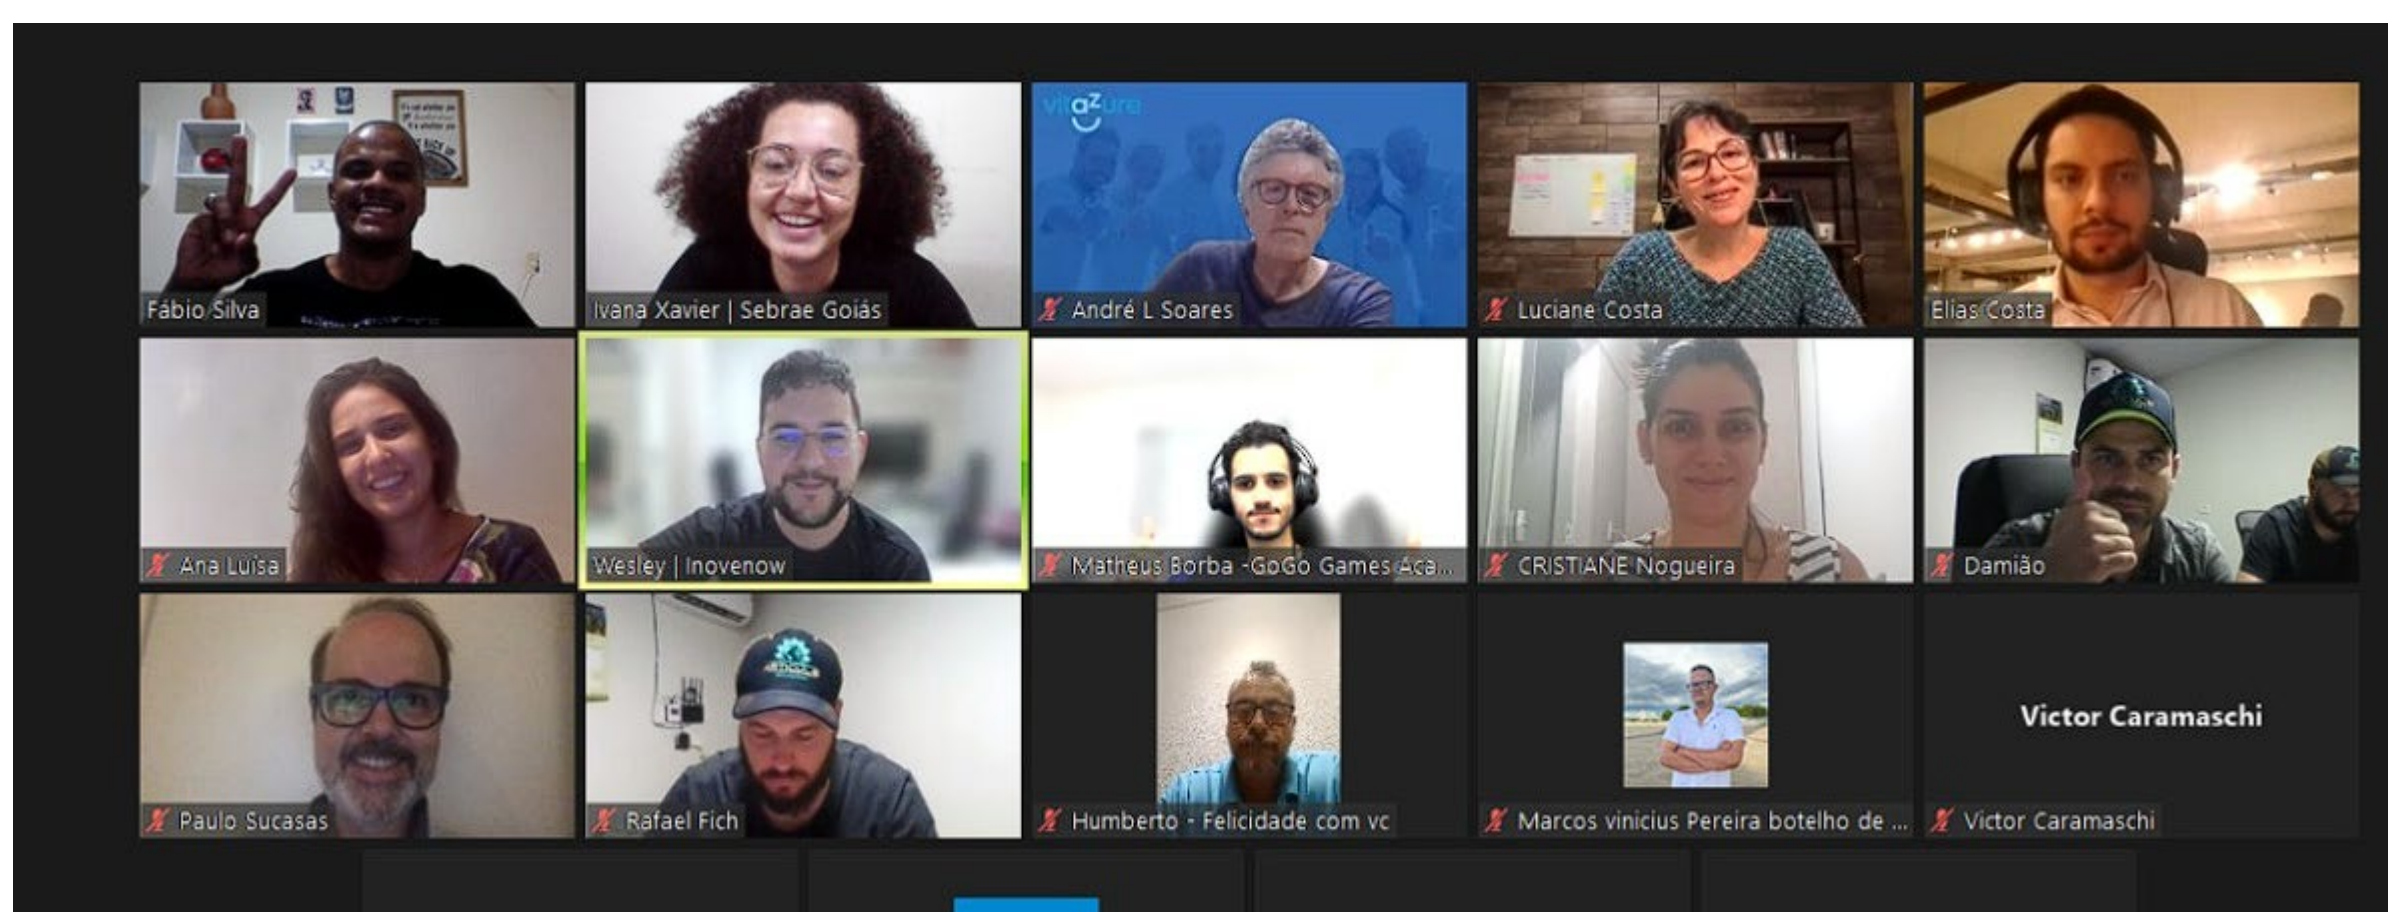 Fábio Silva
Ivana Xavier | Sebrae Goiás
vitazure
André L Soares
Luciane Costa
Elias Costa
Ana Luísa
Wesley | Inovenow
Matheus Borba -GoGo Games Aca...
CRISTIANE Nogueira
Damião
Paulo Sucasas
Rafael Fich
Humberto - Felicidade com vc
Marcos vinicius Pereira botelho de ...
Victor Caramaschi
Victor Caramaschi